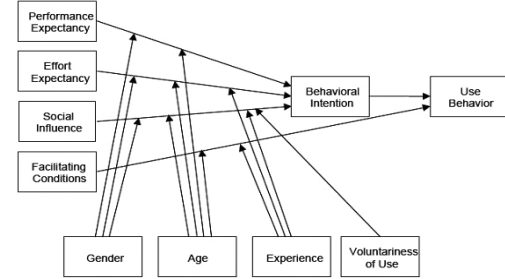 Performance
Expectancy
Effort
Expectancy
Social
Influence
Facilitating
Conditions
Behavioral
Intention
Use
Behavior
Gender
Age
Experience
Voluntariness
of Use